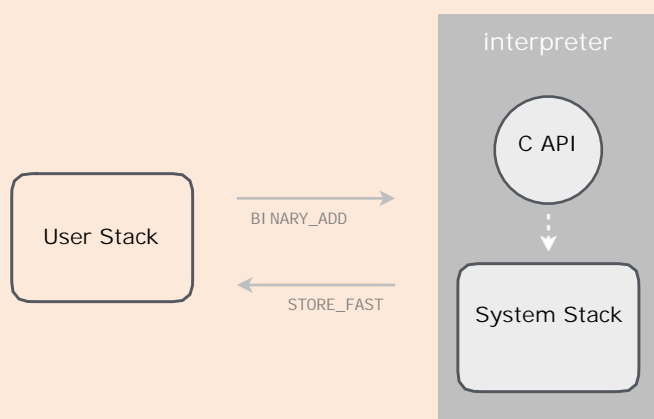 interpreter
C API
User Stack
BINARY_ADD
STORE_FAST
System Stack